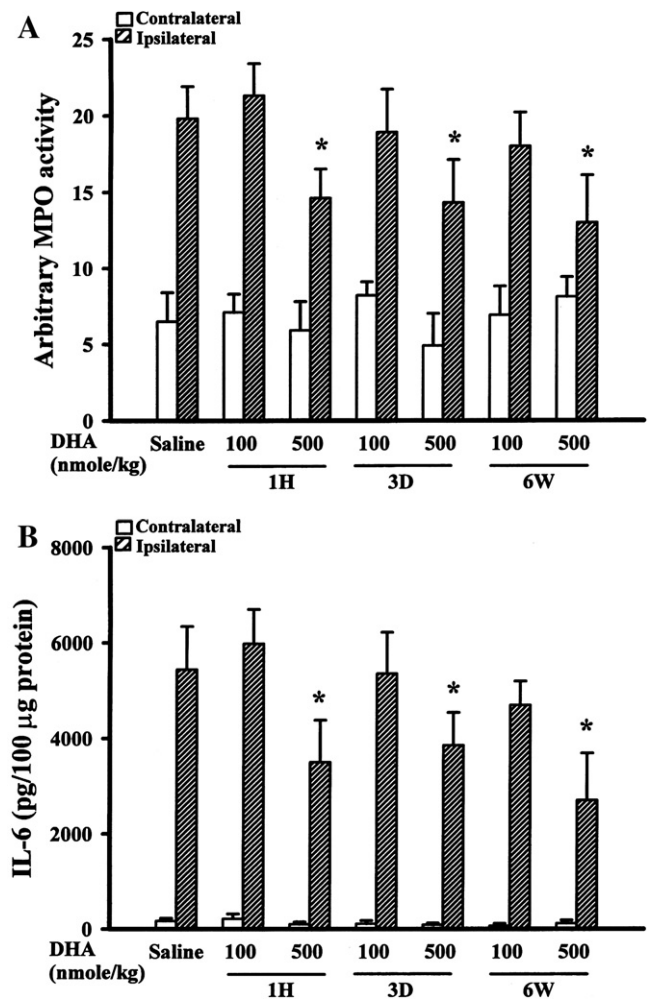 A
Contralateral
Ipsilateral
25
20
15
10
5
0
Arbitrary MPO activity
DHA Saline 100 500 100 500 100 500
(nmole/kg)
1H 3D 6W
* * *
B
Contralateral
Ipsilateral
8000
6000
4000
2000
0
IL-6 (pg/100 μg protein)
* * *
DHA Saline 100 500 100 500 100 500
(nmole/kg)
1H 3D 6W